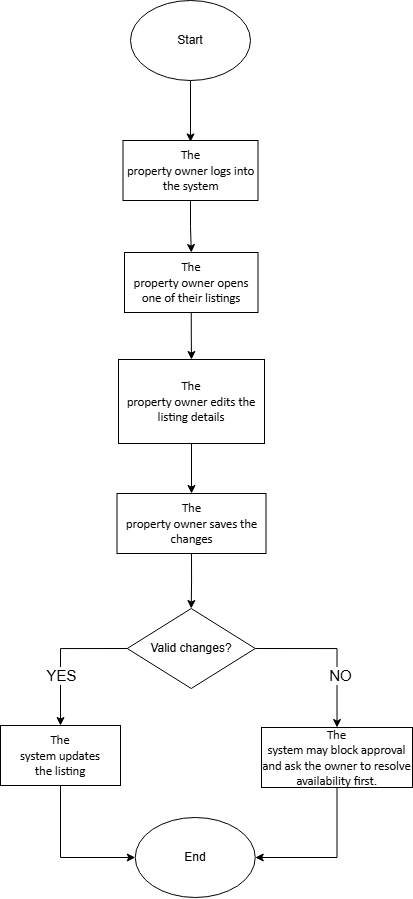 Start
The
property owner logs into
the system
The
property owner opens
one of their listings
The
property owner edits the
listing details
The
property owner saves the
changes
Valid changes?
YES
NO
The
system updates
the listing
The
system may block approval
and ask the owner to resolve
availability first.
End